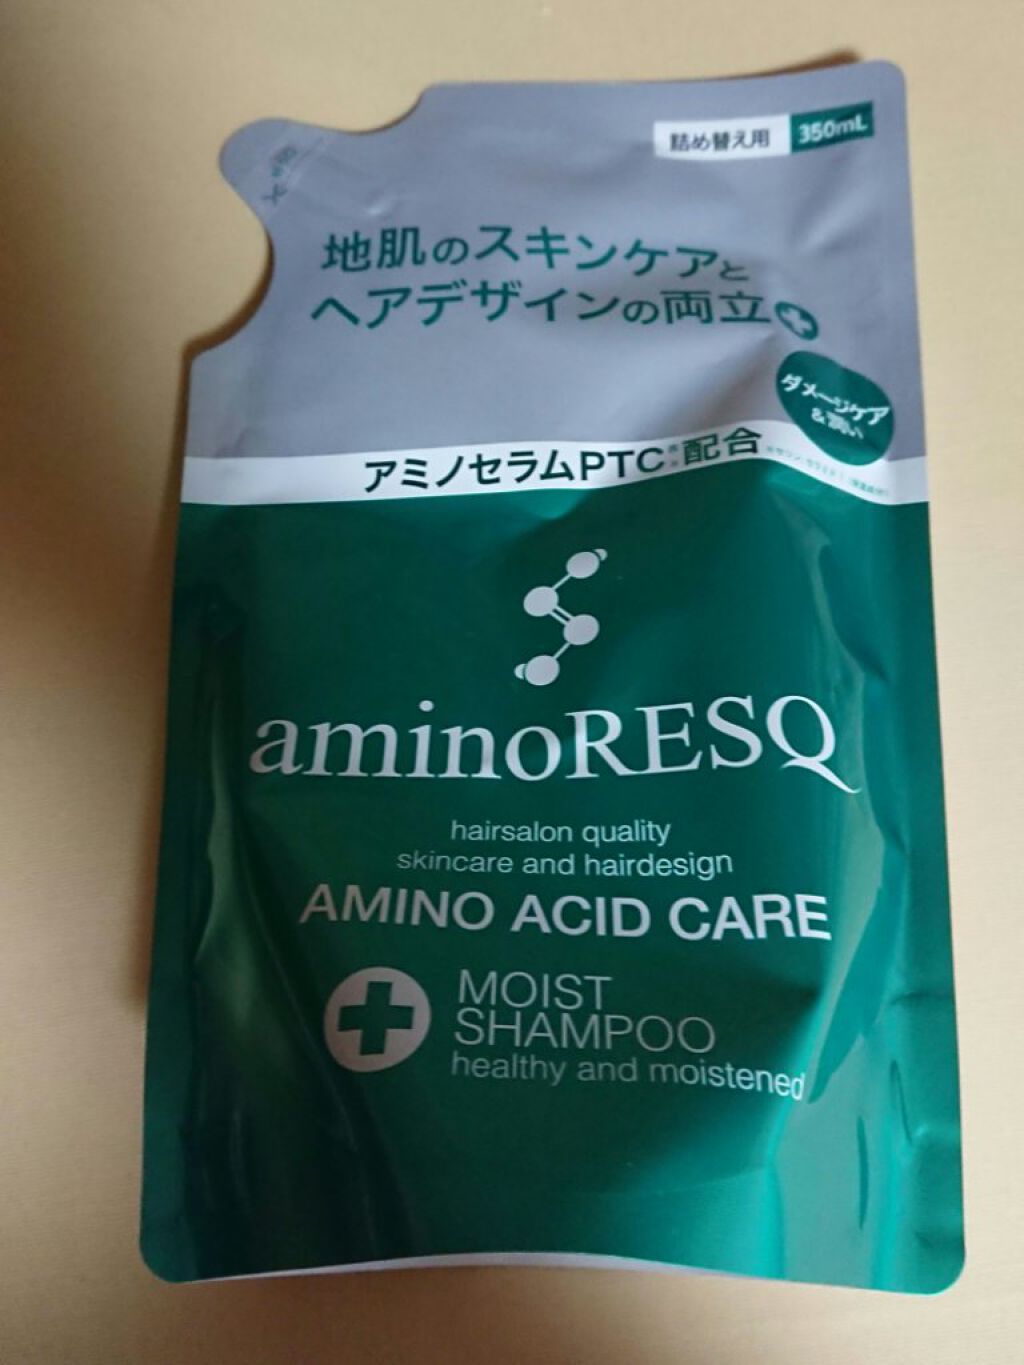 詰め替え用 350mL
地肌のスキンケアと
ヘアデザインの両立
ダメージケア
&潤い
アミノセラムPTC 配合
aminoRESQ
hairsalon quality
skincare and hairdesign
AMINO ACID CARE
MOIST
SHAMPOO
healthy and moistened